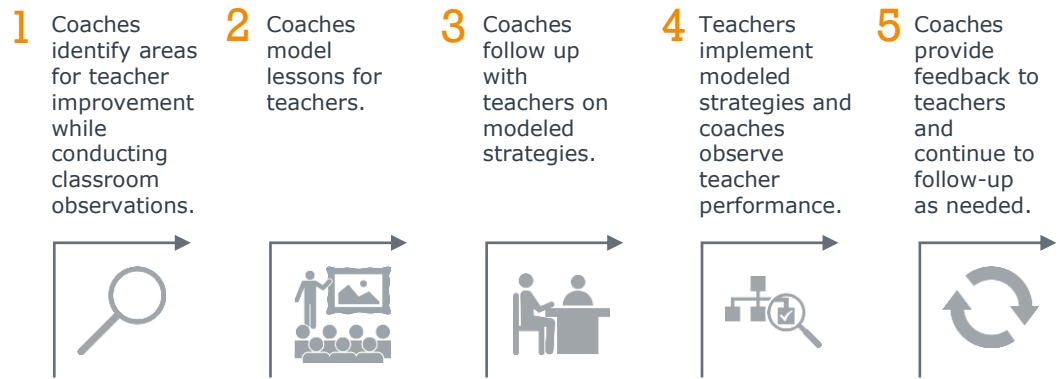 1
Coaches
identify areas
for teacher
improvement
while
conducting
classroom
observations.
2
Coaches
model
lessons for
teachers.
3
Coaches
follow up
with
teachers on
modeled
strategies.
4
Teachers
implement
modeled
strategies and
coaches
observe
teacher
performance.
5
Coaches
provide
feedback to
teachers
and
continue to
follow-up
as needed.